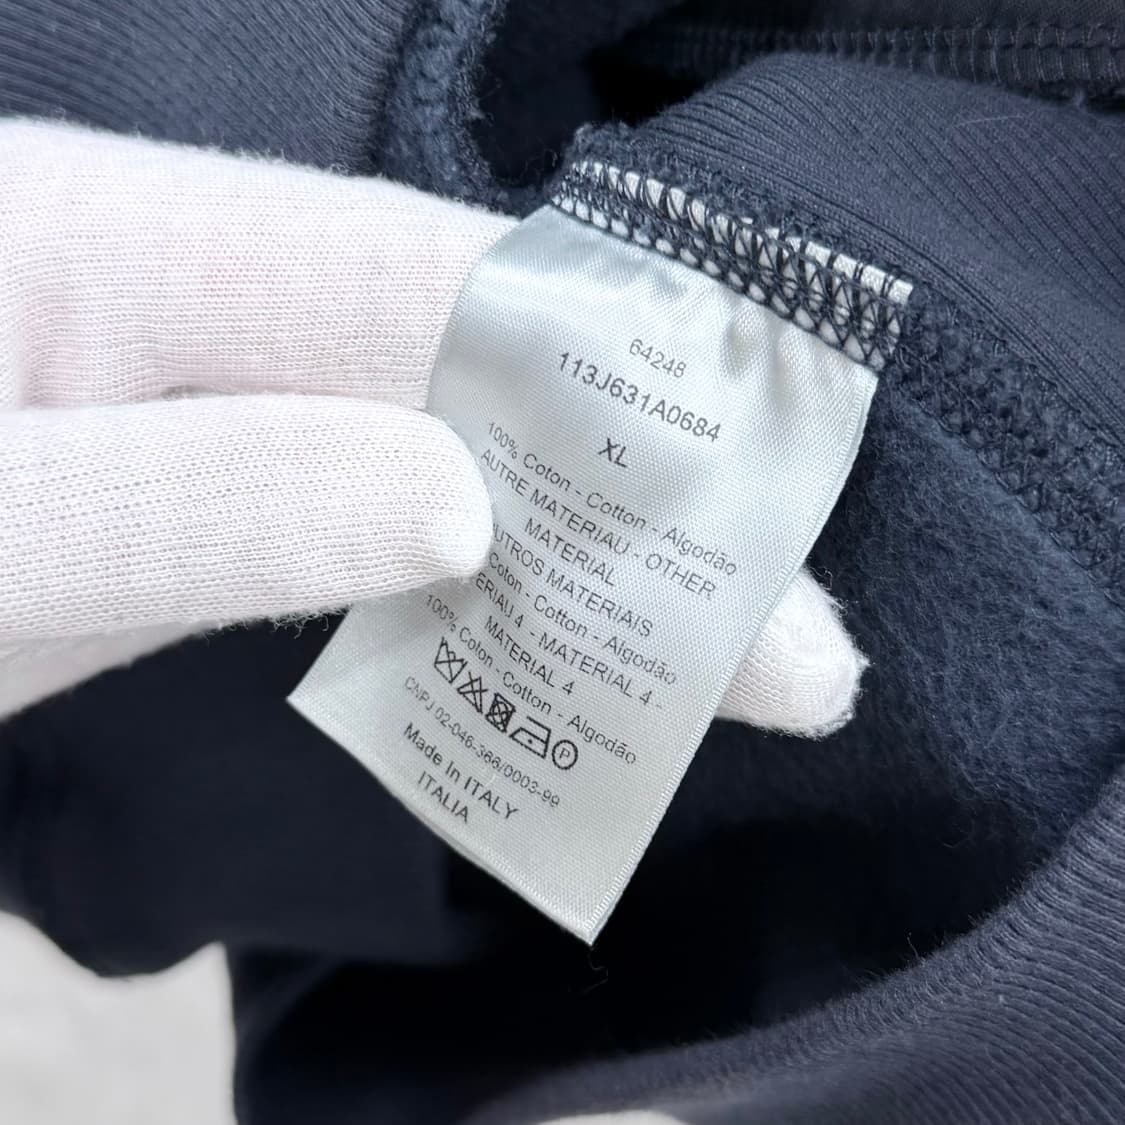 64248
113J631A0684
XL
100% Coton - Cotton - Algodão
AUTRE MATERIAU - OTHER
MATERIAL
UTROS MATERIAIS
Coton - Cotton - Algodão
ERIAU 4 - MATERIAL 4 -
MATERIAL 4
100% Coton - Cotton - Algodão
P
CNPJ 02-046-366/0003-99
Made In ITALY
ITALIA